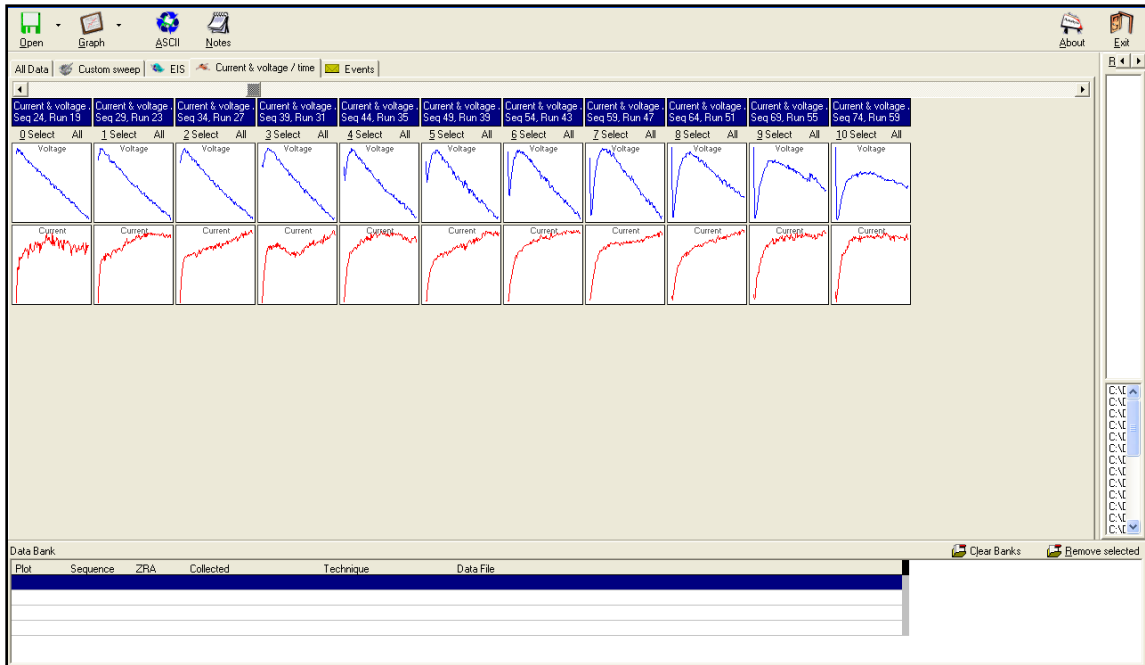 Open Graph ASCII Notes About Exit
All Data Custom sweep EIS Current & voltage / time Events R
Current & voltage . Current & voltage . Current & voltage . Current & voltage . Current & voltage . Current & voltage . Current & voltage . Current & voltage . Current & voltage . Current & voltage . Current & voltage .
Seq 24, Run 19 Seq 29, Run 23 Seq 34, Run 27 Seq 39, Run 31 Seq 44, Run 35 Seq 49, Run 39 Seq 54, Run 43 Seq 59, Run 47 Seq 64, Run 51 Seq 69, Run 55 Seq 74, Run 59
0 Select All 1 Select All 2 Select All 3 Select All 4 Select All 5 Select All 6 Select All 7 Select All 8 Select All 9 Select All 10 Select All
Voltage Voltage Voltage Voltage Voltage Voltage Voltage Voltage Voltage Voltage Voltage
Current Current Current Current Current Current Current Current Current Current Current
C:\D
C:\D
C:\D
C:\D
C:\D
C:\D
C:\D
C:\D
C:\D
C:\D
C:\D
C:\D
C:\D
Data Bank Clear Banks Remove selected
Plot Sequence ZRA Collected Technique Data File